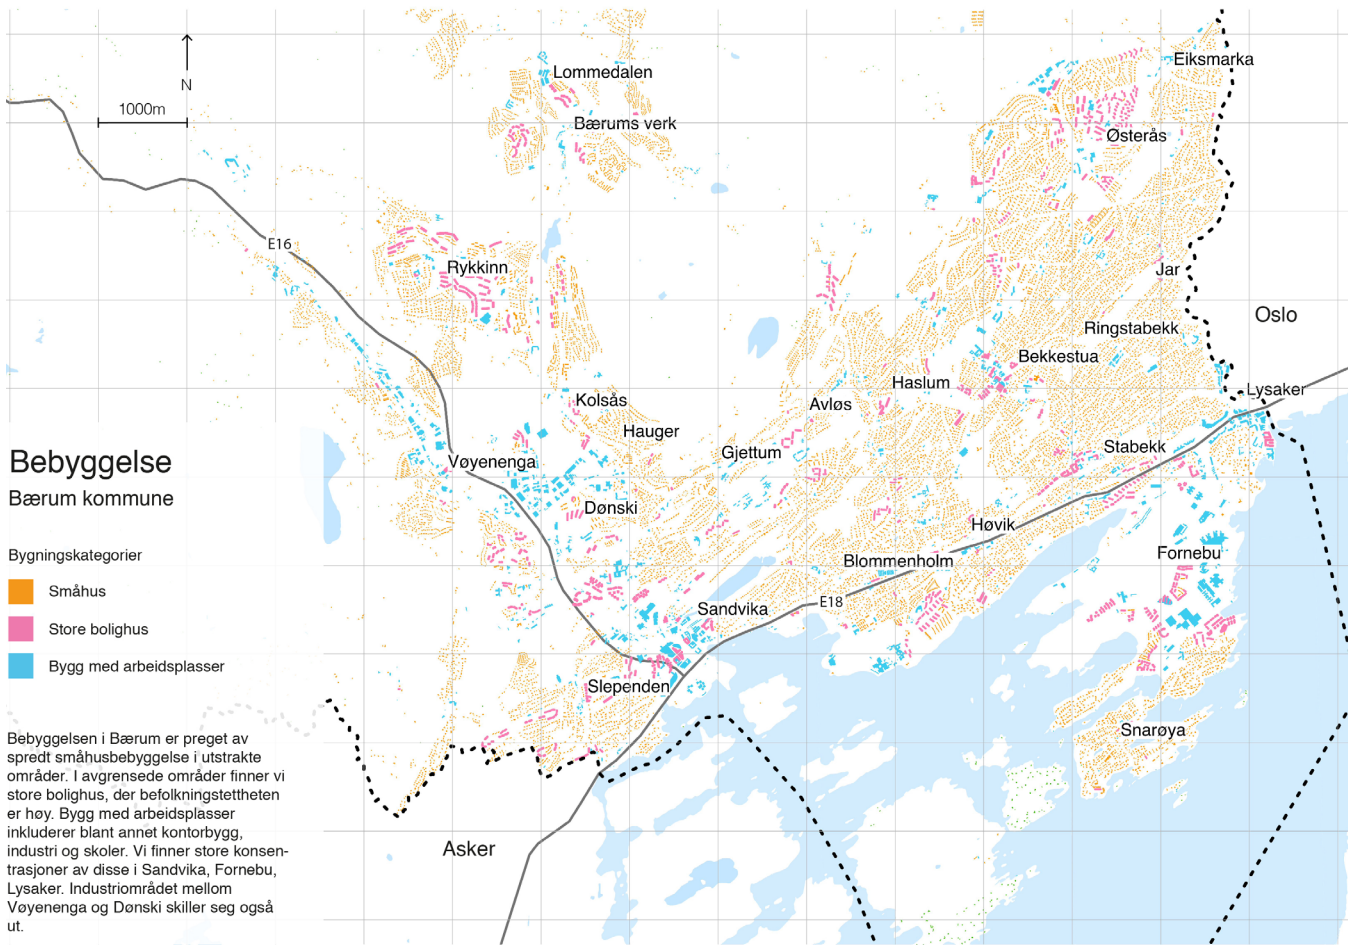 Lommedalen
Eiksmarka
N
1000m
Bærums verk
Østerås
E16
Rykkinn
Jar
Oslo
Ringstabekk
Bekkestua
Haslum
Lysaker
Kolsås
Avløs
Hauger
Gjettum
Stabekk
Vøyenenga
Dønski
Høvik
Fornebu
Blommenholm
E18
Sandvika
Slependen
Snarøya
Asker
Bebyggelse
Bærum kommune
Bygningskategorier
Småhus
Store bolighus
Bygg med arbeidsplasser
Bebyggelsen i Bærum er preget av
spredt småhusbebyggelse i utstrakte
områder. I avgrensede områder finner vi
store bolighus, der befolkningstettheten
er høy. Bygg med arbeidsplasser
inkluderer blant annet kontorbygg,
industri og skoler. Vi finner store konsen-
trasjoner av disse i Sandvika, Fornebu,
Lysaker. Industriområdet mellom
Vøyenenga og Dønski skiller seg også
ut.